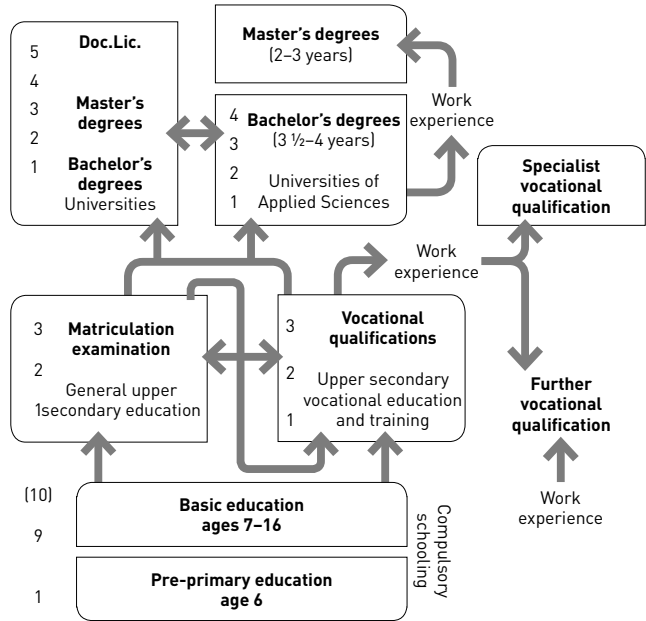 5
4
3
2
1
Doc.Lic.
Master's
degrees
Bachelor's
degrees
Universities
Master's degrees
(2–3 years)
4
3
2
1
Bachelor's degrees
(3 ½–4 years)
Universities of
Applied Sciences
Work
experience
Specialist
vocational
qualification
Work
experience
3
2
1
Matriculation
examination
General upper
secondary education
3
2
1
Vocational
qualifications
Upper secondary
vocational education
and training
Further
vocational
qualification
Work
experience
(10)
9
Basic education
ages 7–16
Compulsory
schooling
1
Pre-primary education
age 6